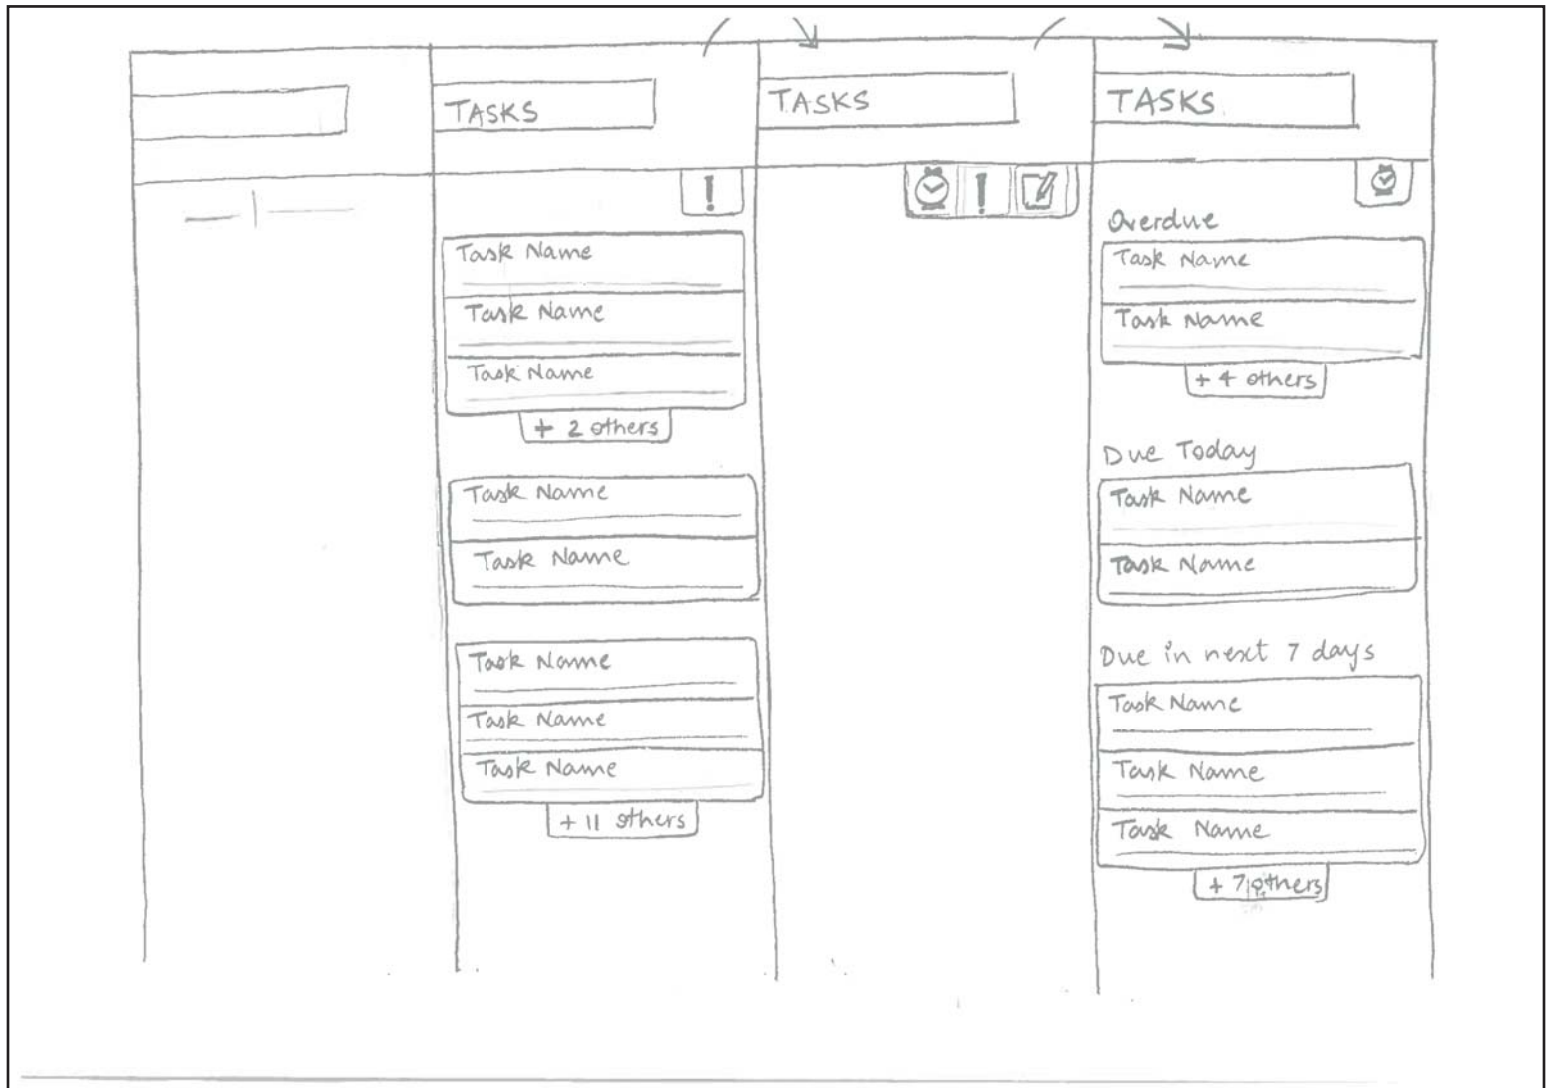 TASKS
!
Task Name
Task Name
Task Name
+ 2 others
Task Name
Task Name
Task Name
Task Name
Task Name
+ 11 others
TASKS
!
TASKS
Overdue
Task Name
Task Name
+ 4 others
Due Today
Task Name
Task Name
Due in next 7 days
Task Name
Task Name
Task Name
+ 7 others